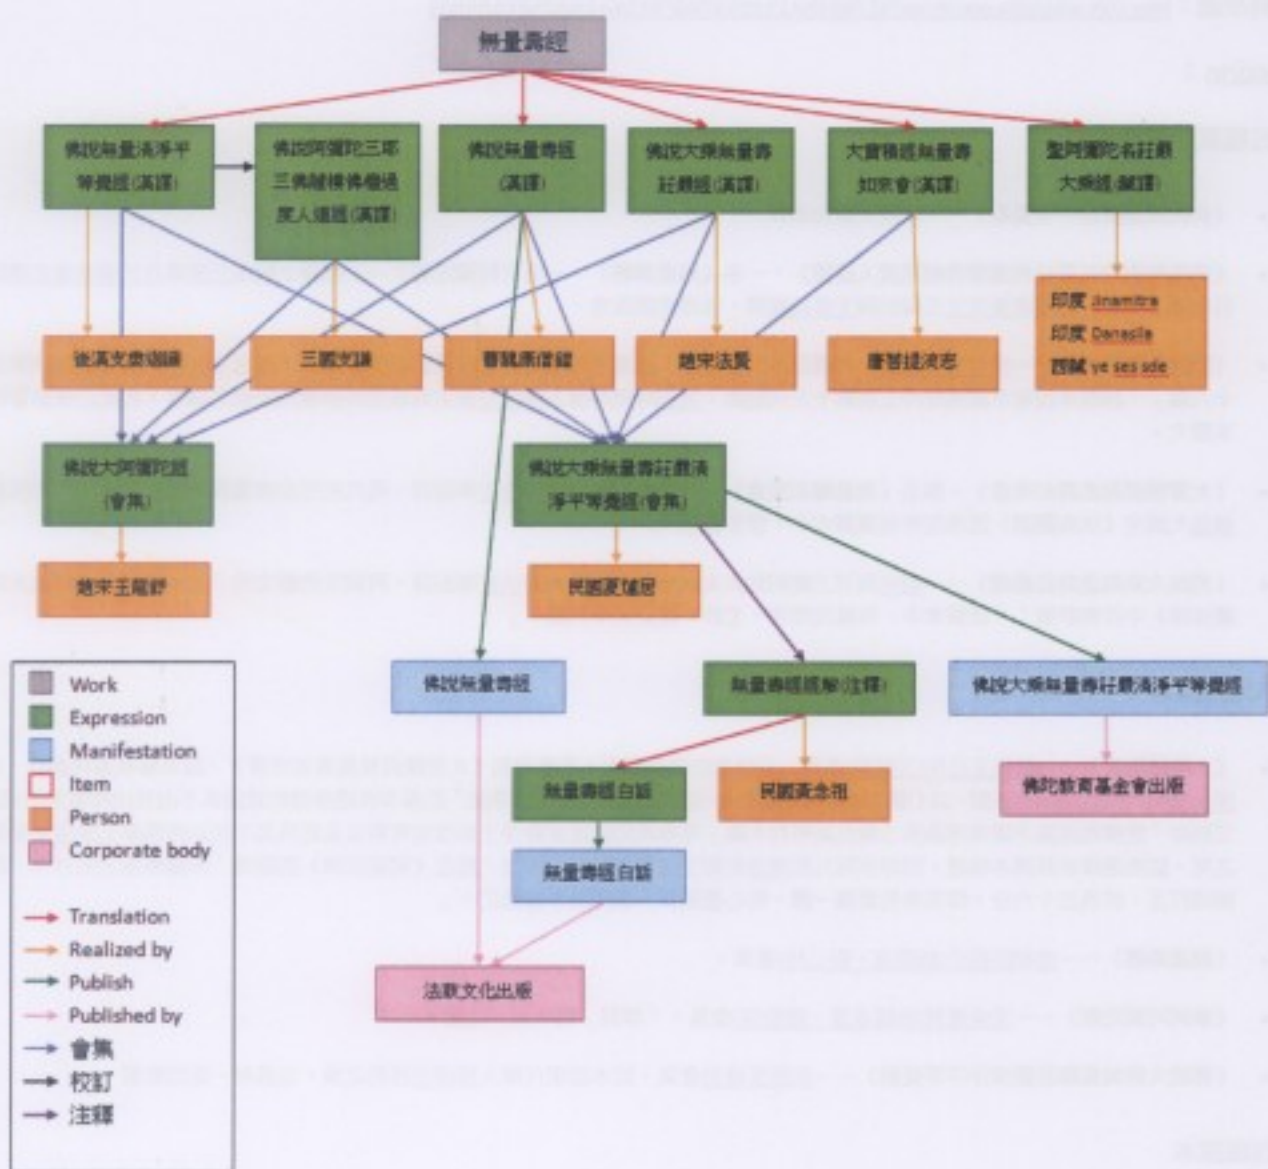 無量壽經
佛說無量清淨平
等覺經(漢譯)
佛說阿彌陀三耶
三佛薩樓佛檀過
度人道經(漢譯)
佛說無量壽經
(漢譯)
佛說大乘無量壽
莊嚴經(漢譯)
大寶積經無量壽
如來會(漢譯)
聖阿彌陀名莊嚴
大乘經(藏譯)
後漢支婁迦讖
三國支謙
曹魏康僧鎧
趙宋法賢
唐菩提流志
印度 Jinamitra
印度 Danasila
西藏 ye ses sde
佛說大阿彌陀經
(會集)
佛說大乘無量壽莊嚴清
淨平等覺經(會集)
趙宋王龍舒
民國夏蓮居
佛說無量壽經
無量壽經經解(注釋)
佛說大乘無量壽莊嚴清淨平等覺經
無量壽經白話
民國黃念祖
佛陀教育基金會出版
無量壽經白話
法鼓文化出版
Work
Expression
Manifestation
Item
Person
Corporate body
Translation
Realized by
Publish
Published by
會集
校訂
注釋